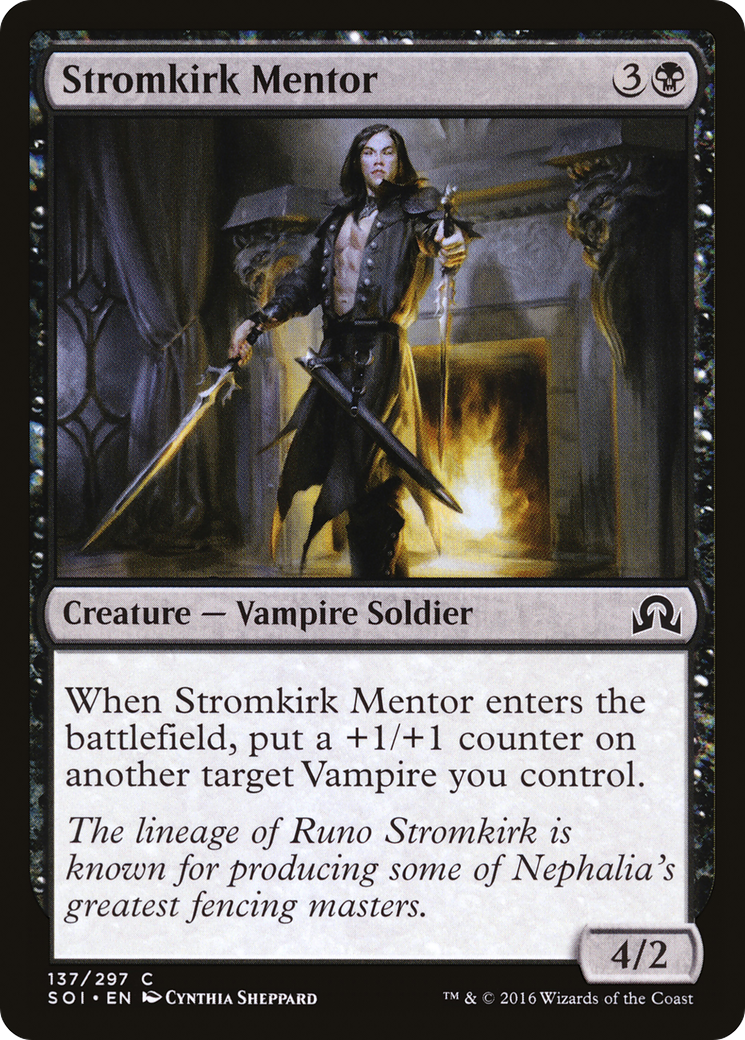 Stromkirk Mentor
3
Creature — Vampire Soldier
When Stromkirk Mentor enters the
battlefield, put a +1/+1 counter on
another target Vampire you control.
The lineage of Runo Stromkirk is
known for producing some of Nephalia's
greatest fencing masters.
4/2
137/297 C
SOI • EN Cynthia Sheppard
™ & © 2016 Wizards of the Coast